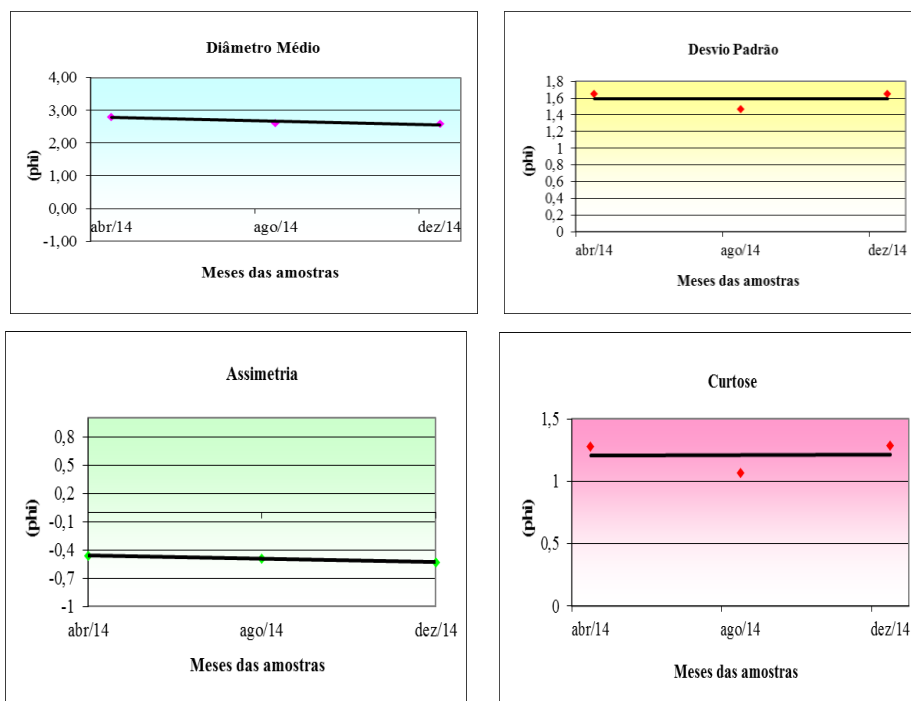 Diâmetro Médio
4,00
3,00
2,00
1,00
0,00
-1,00
(phi)
abr/14 ago/14 dez/14
Meses das amostras
Desvio Padrão
1,8
1,6
1,4
1,2
1
0,8
0,6
0,4
0,2
0
(phi)
abr/14 ago/14 dez/14
Meses das amostras
Assimetria
0,8
0,5
0,2
-0,1
-0,4
-0,7
-1
(phi)
abr/14 ago/14 dez/14
Meses das amostras
Curtose
1,5
1
0,5
0
(phi)
abr/14 ago/14 dez/14
Meses das amostras